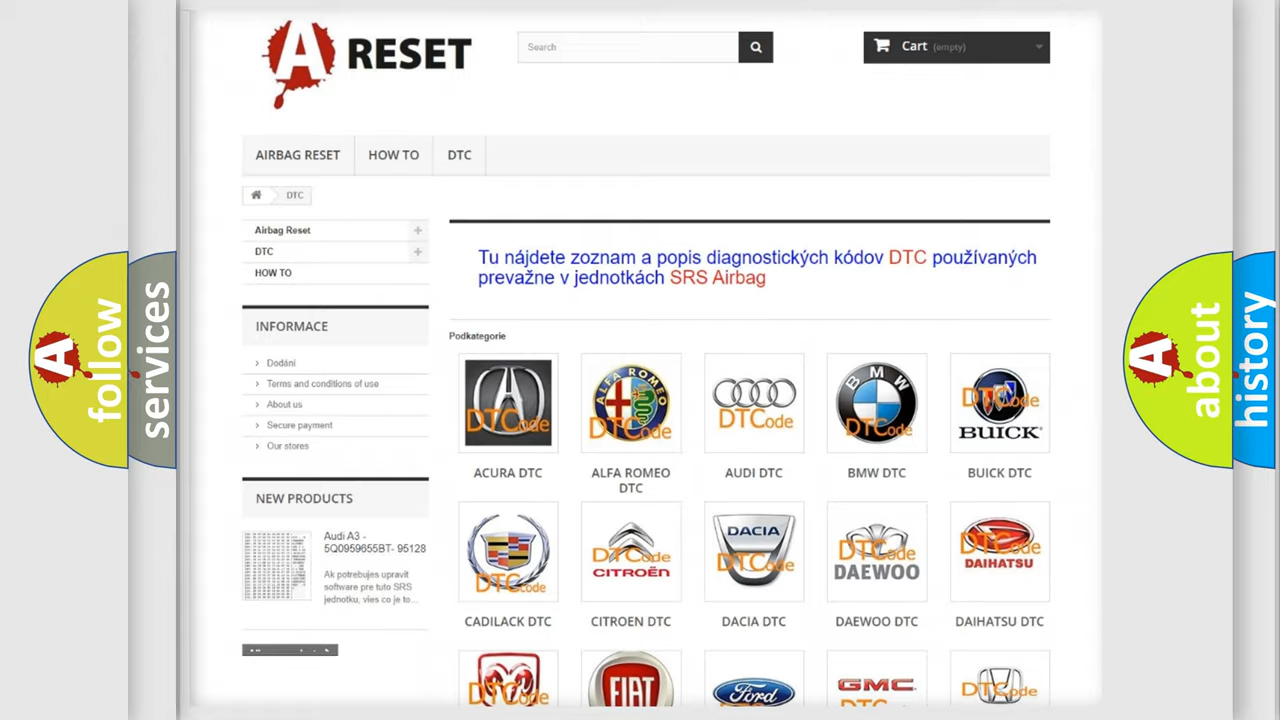 A RESET
Search
Cart (empty)
AIRBAG RESET
HOW TO
DTC
DTC
Airbag Reset
DTC
HOW TO
INFORMACE
Dodání
Terms and conditions of use
About us
Secure payment
Our stores
NEW PRODUCTS
Audi A3 -
5Q0959655BT- 95128
Ak potrebujes upravit
software pre tuto SRS
jednotku, vies co je to...
Tu nájdete zoznam a popis diagnostických kódov DTC používaných
prevažne v jednotkách SRS Airbag
Podkategorie
DTCode
ALFA ROMEO
DTCode
DTCode
BMW
DTCode
DTCode
BUICK
ACURA DTC
ALFA ROMEO
DTC
AUDI DTC
BMW DTC
BUICK DTC
DTCode
DTCode
CITROËN
DACIA
DTCode
DTCode
DAEWOO
DTCode
DAIHATSU
CADILACK DTC
CITROEN DTC
DACIA DTC
DAEWOO DTC
DAIHATSU DTC
DTCode
FIAT
Ford
DTCode
GMC
DTCode
A
follow
services
A
about
history